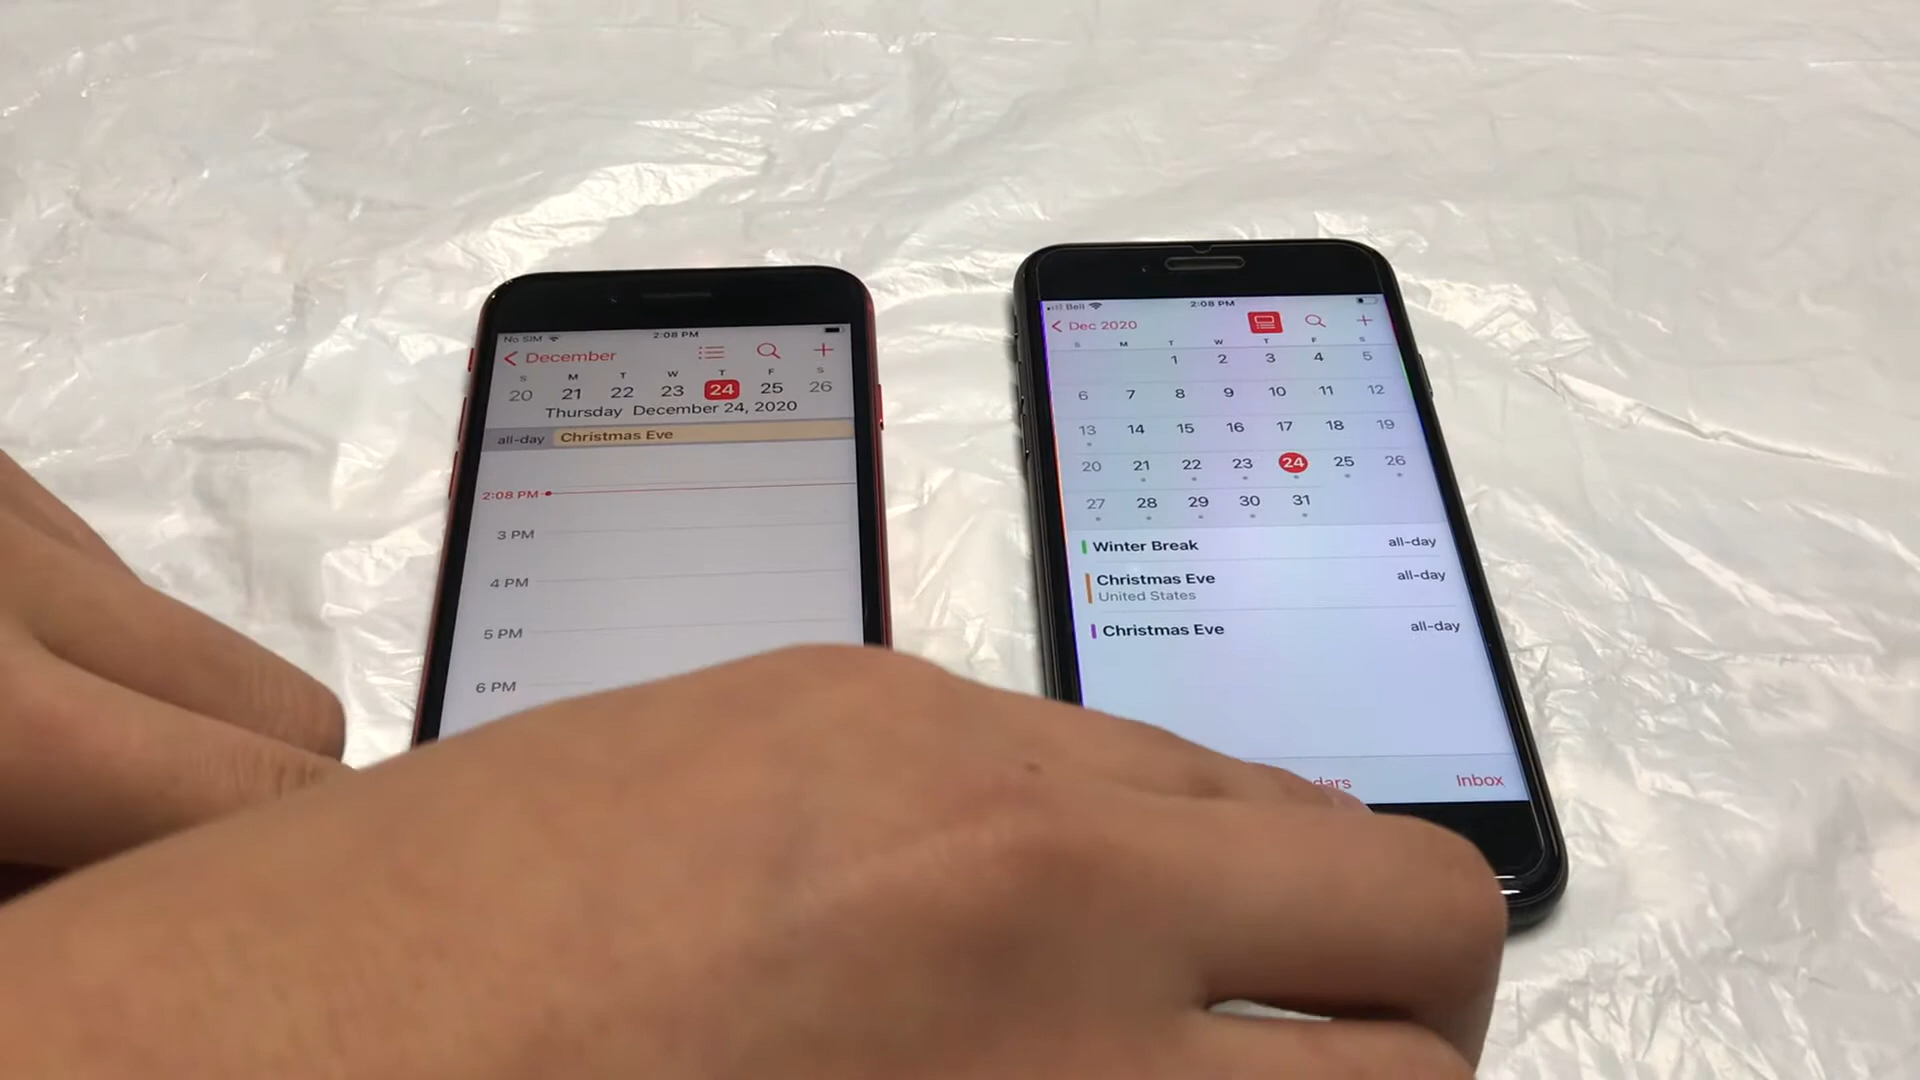 No SIM 2:08 PM
December
S M T W T F S
20 21 22 23 24 25 26
Thursday December 24, 2020
all-day Christmas Eve
2:08 PM
3 PM
4 PM
5 PM
6 PM
Bell 2:08 PM
Dec 2020
S M T W T F S
1 2 3 4 5
6 7 8 9 10 11 12
13 14 15 16 17 18 19
20 21 22 23 24 25 26
27 28 29 30 31
Winter Break all-day
Christmas Eve all-day
United States
Christmas Eve all-day
dars Inbox